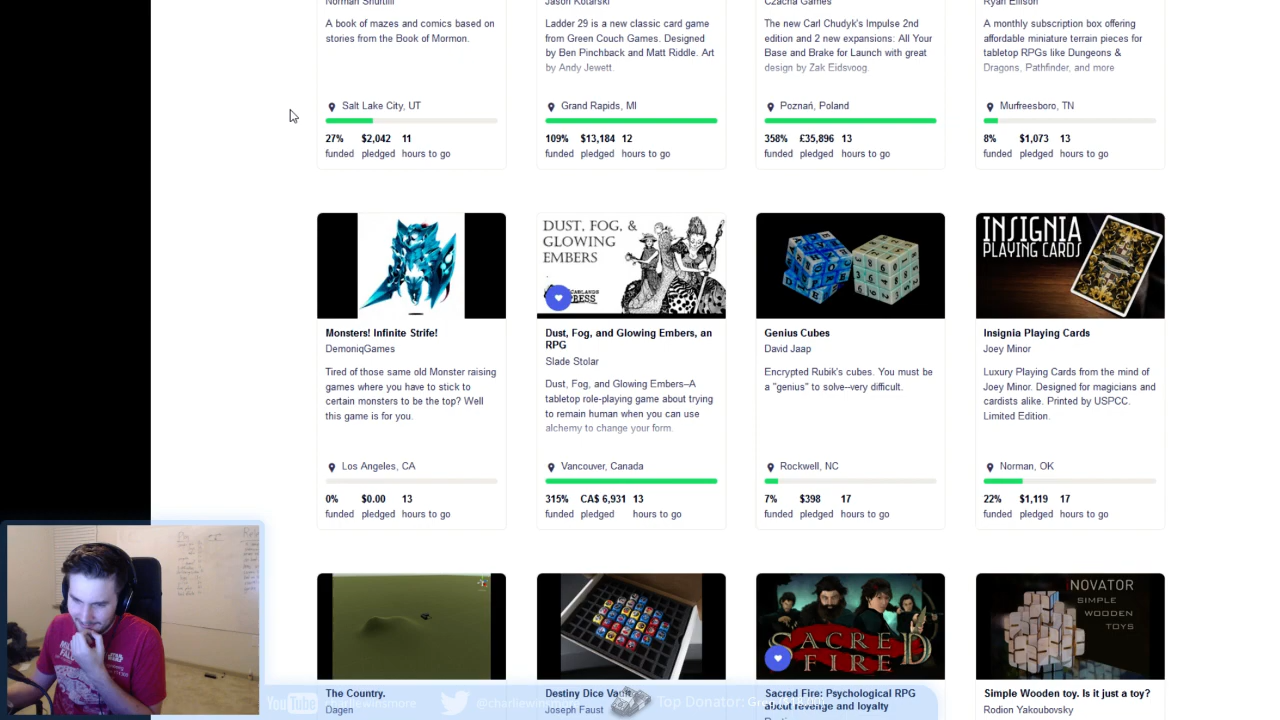 Norman Shurtliff
Jason Kotarski
Czacha Games
Ryan Ellison
A book of mazes and comics based on
stories from the Book of Mormon.
Ladder 29 is a new classic card game
from Green Couch Games. Designed
by Ben Pinchback and Matt Riddle. Art
by Andy Jewett.
The new Carl Chudyk's Impulse 2nd
edition and 2 new expansions: All Your
Base and Brake for Launch with great
design by Zak Eidsvoog.
A monthly subscription box offering
affordable miniature terrain pieces for
tabletop RPGs like Dungeons &
Dragons, Pathfinder, and more
Salt Lake City, UT
Grand Rapids, MI
Poznań, Poland
Murfreesboro, TN
27% $2,042 11
funded pledged hours to go
109% $13,184 12
funded pledged hours to go
358% £35,896 13
funded pledged hours to go
8% $1,073 13
funded pledged hours to go
DUST, FOG, &
GLOWING
EMBERS
PRESS
INSIGNIA
PLAYING CARDS
Monsters! Infinite Strife!
DemoniqGames
Tired of those same old Monster raising
games where you have to stick to
certain monsters to be the top? Well
this game is for you.
Los Angeles, CA
0% $0.00 13
funded pledged hours to go
Dust, Fog, and Glowing Embers, an
RPG
Slade Stolar
Dust, Fog, and Glowing Embers–A
tabletop role-playing game about trying
to remain human when you can use
alchemy to change your form.
Vancouver, Canada
315% CA$ 6,931 13
funded pledged hours to go
Genius Cubes
David Jaap
Encrypted Rubik's cubes. You must be
a "genius" to solve–very difficult.
Rockwell, NC
7% $398 17
funded pledged hours to go
Insignia Playing Cards
Joey Minor
Luxury Playing Cards from the mind of
Joey Minor. Designed for magicians and
cardists alike. Printed by USPCC.
Limited Edition.
Norman, OK
22% $1,119 17
funded pledged hours to go
SACRED
FIRE
NOVATOR
SIMPLE
WOODEN
TOYS
The Country.
Dagen
Destiny Dice Vault
Joseph Faust
Sacred Fire: Psychological RPG
about revenge and loyalty
Simple Wooden toy. Is it just a toy?
Rodion Yakoubovsky
YouTube
@charliewinsmore
Top Donator: